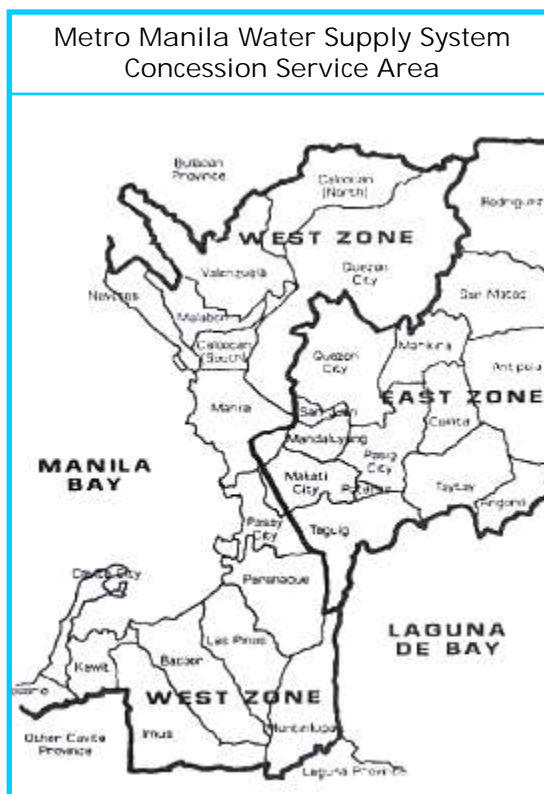 Metro Manila Water Supply System
Concession Service Area
Bulacan
Province
Caloocan
(North)
Rodriguez
WEST ZONE
Quezon
City
Valenzuela
San Mateo
Navotas
Malabon
Caloocan
(South)
Quezon
City
Marikina
Antipolo
EAST ZONE
Manila
San Juan
Cainta
Mandaluyong
MANILA
BAY
Pasig
City
Makati
City
Pateros
Taytay
Angono
Pasay
City
Taguig
Cavite City
Paranaque
LAGUNA
DE BAY
Las Pinas
Kawit
Bacoor
WEST ZONE
Other Cavite
Province
Imus
Muntinlupa
Laguna Province